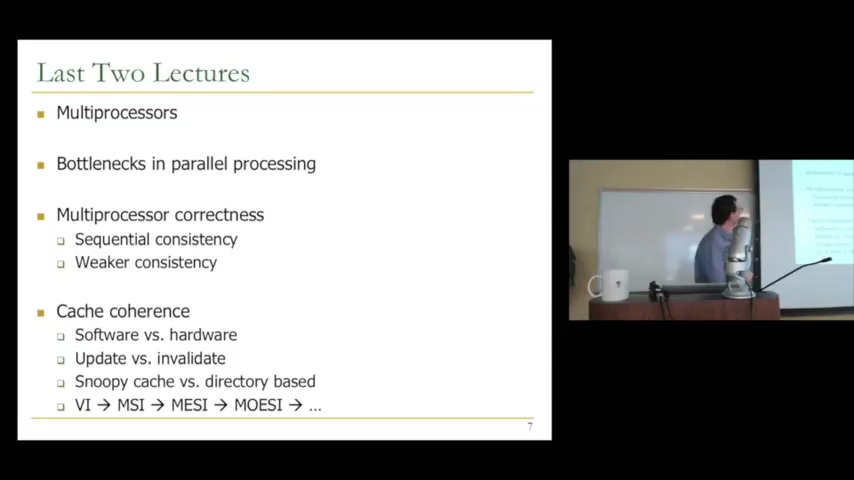 Last Two Lectures
Multiprocessors
Bottlenecks in parallel processing
Multiprocessor correctness
Sequential consistency
Weaker consistency
Cache coherence
Software vs. hardware
Update vs. invalidate
Snoopy cache vs. directory based
VI → MSI → MESI → MOESI → ...
7